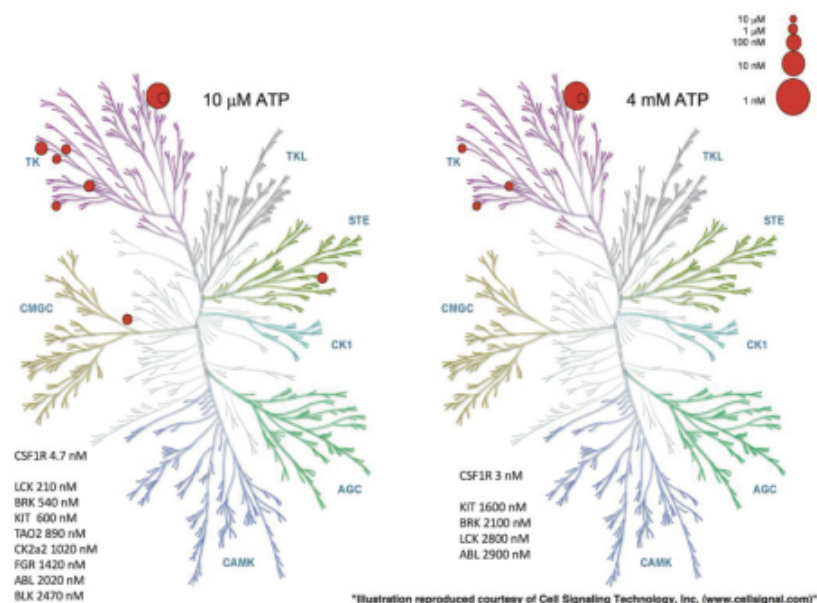 10 µM
1 µM
100 nM
10 nM
1 nM
10 µM ATP
TK
TKL
STE
CMGC
CK1
AGC
CAMK
CSF1R 4.7 nM
LCK 210 nM
BRK 540 nM
KIT 600 nM
TAO2 890 nM
CK2a2 1020 nM
FGR 1420 nM
ABL 2020 nM
BLK 2470 nM
4 mM ATP
TK
TKL
STE
CMGC
CK1
AGC
CAMK
CSF1R 3 nM
KIT 1600 nM
BRK 2100 nM
LCK 2800 nM
ABL 2900 nM
"Illustration reproduced courtesy of Cell Signaling Technology, Inc. (www.cellsignal.com)"